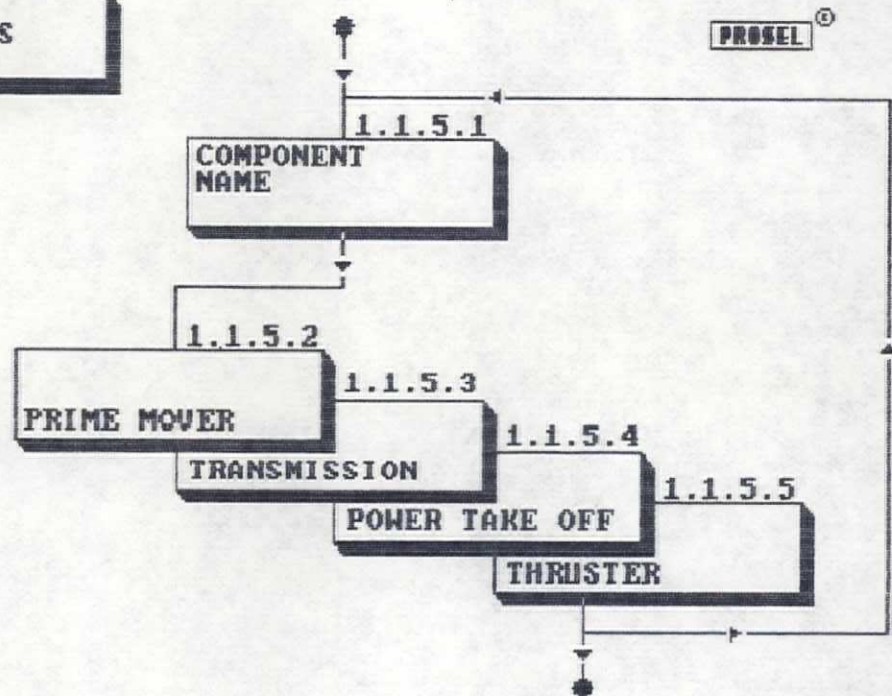 S
PROSEL ©
1.1.5.1
COMPONENT
NAME
1.1.5.2
PRIME MOVER
1.1.5.3
TRANSMISSION
1.1.5.4
POWER TAKE OFF
1.1.5.5
THRUSTER